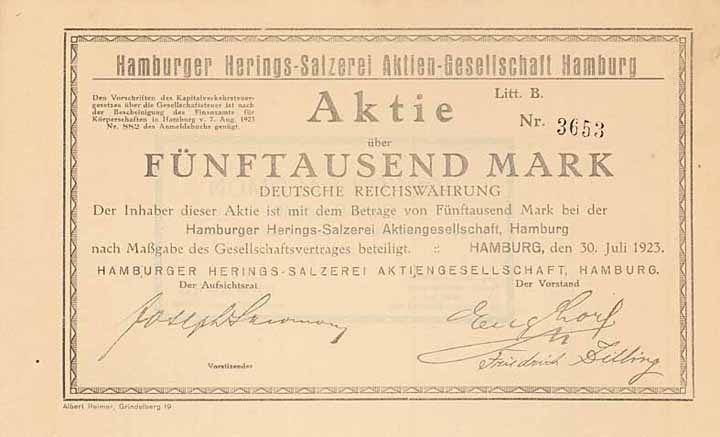 Hamburger Herings-Salzerei Aktien-Gesellschaft Hamburg
Den Vorschriften des Kapitalverkehrsteuer-
gesetzes über die Gesellschaftsteuer ist nach
der Bescheinigung des Finanzamts für
Körperschaften in Hamburg v. 7. Aug. 1923
Nr. 882 des Anmeldebuchs genügt.
Aktie
Litt. B.
Nr. 3653
über
FÜNFTAUSEND MARK
DEUTSCHE REICHSWÄHRUNG
Der Inhaber dieser Aktie ist mit dem Betrage von Fünftausend Mark bei der
Hamburger Herings-Salzerei Aktiengesellschaft, Hamburg
nach Maßgabe des Gesellschaftsvertrages beteiligt. :: HAMBURG, den 30. Juli 1923.
HAMBURGER HERINGS-SALZEREI AKTIENGESELLSCHAFT, HAMBURG.
Der Aufsichtsrat
Der Vorstand
Joseph
Friedrich Dilling
Vorsitzender
Albert Reimer, Grindelberg 19